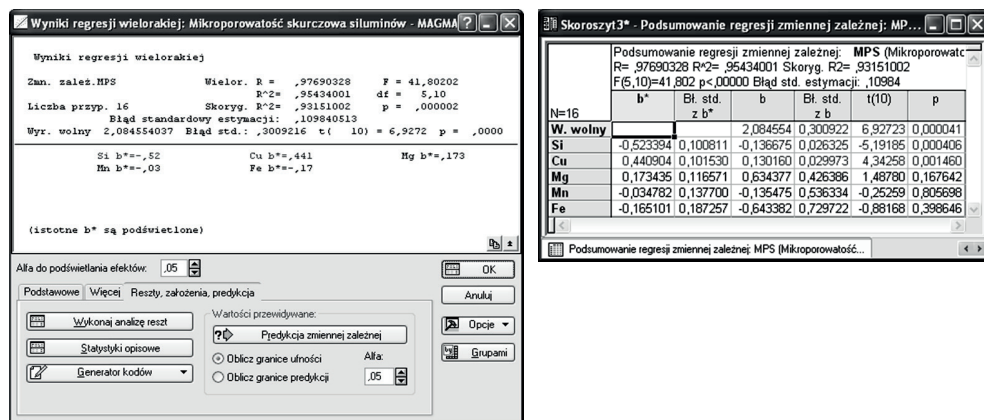 Wyniki regresji wielorakiej: Mikroporowatość skurczowa siluminów - MAGMA
Wyniki regresji wielorakiej
Zmn. zależ.MPS Wielor. R = ,97690328 F = 41,80202
R^2= ,95434001 df = 5,10
Liczba przyp. 16 Skoryg. R^2= ,93151002 p = ,000002
Błąd standardowy estymacji: ,109840513
Wyr. wolny 2,084554037 Błąd std.: ,3009216 t( 10) = 6,9272 p = ,0000
Si b*=-,52 Cu b*=,441 Mg b*=,173
Mn b*=-,03 Fe b*=-,17
(istotne b* są podświetlone)
Alfa do podświetlania efektów: ,05
OK
Podstawowe Więcej Reszty, założenia, predykcja
Anuluj
Wykonaj analizę reszt
Statystyki opisowe
Generator kodów
Wartości przewidywane:
Predykcja zmiennej zależnej
Oblicz granice ufności
Oblicz granice predykcji
Alfa:
,05
Opcje
Grupami
Skoroszyt3* - Podsumowanie regresji zmiennej zależnej: MP...
Podsumowanie regresji zmiennej zależnej: MPS (Mikroporowatc
R= ,97690328 R^2= ,95434001 Skoryg. R2= ,93151002
F(5,10)=41,802 p<,00000 Błąd std. estymacji: ,10984
N=16 b* Bł. std. z b* b Bł. std. z b t(10) p
W. wolny 2,084554 0,300922 6,92723 0,000041
Si -0,523394 0,100811 -0,136675 0,026325 -5,19185 0,000406
Cu 0,440904 0,101530 0,130160 0,029973 4,34258 0,001460
Mg 0,173435 0,116571 0,634377 0,426386 1,48780 0,167642
Mn -0,034782 0,137700 -0,135475 0,536334 -0,25259 0,805698
Fe -0,165101 0,187257 -0,643382 0,729722 -0,88168 0,398646
Podsumowanie regresji zmiennej zależnej: MPS (Mikroporowatość...